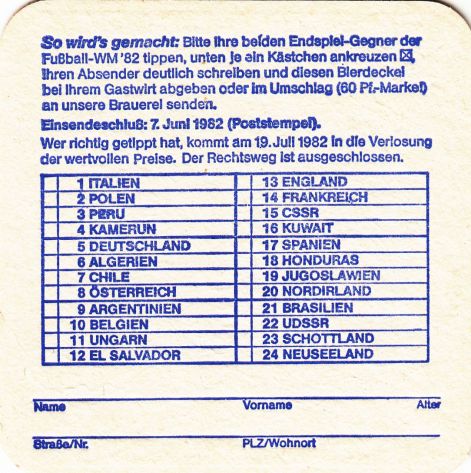 So wird's gemacht: Bitte Ihre beiden Endspiel-Gegner der
Fußball-WM '82 tippen, unten je ein Kästchen ankreuzen ☒,
Ihren Absender deutlich schreiben und diesen Bierdeckel
bei Ihrem Gastwirt abgeben oder im Umschlag (60 Pf.-Marke!)
an unsere Brauerei senden.
Einsendeschluß: 7. Juni 1982 (Poststempel).
Wer richtig getippt hat, kommt am 19. Juli 1982 in die Verlosung
der wertvollen Preise. Der Rechtsweg ist ausgeschlossen.
1 ITALIEN 13 ENGLAND
2 POLEN 14 FRANKREICH
3 PERU 15 CSSR
4 KAMERUN 16 KUWAIT
5 DEUTSCHLAND 17 SPANIEN
6 ALGERIEN 18 HONDURAS
7 CHILE 19 JUGOSLAWIEN
8 ÖSTERREICH 20 NORDIRLAND
9 ARGENTINIEN 21 BRASILIEN
10 BELGIEN 22 UDSSR
11 UNGARN 23 SCHOTTLAND
12 EL SALVADOR 24 NEUSEELAND
Name Vorname Alter
Straße/Nr. PLZ/Wohnort